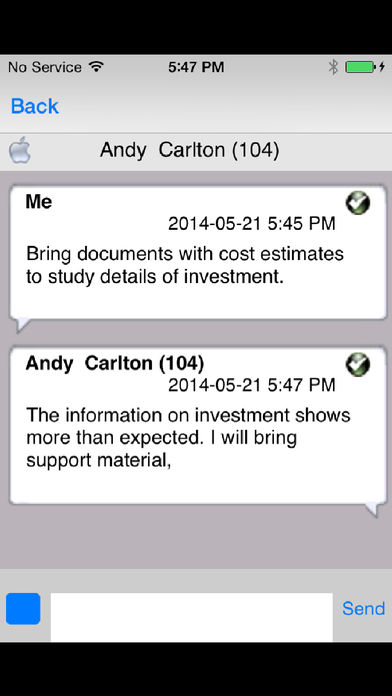 No Service 5:47 PM
Back
Andy Carlton (104)
Me
2014-05-21 5:45 PM
Bring documents with cost estimates
to study details of investment.
Andy Carlton (104)
2014-05-21 5:47 PM
The information on investment shows
more than expected. I will bring
support material,
Send